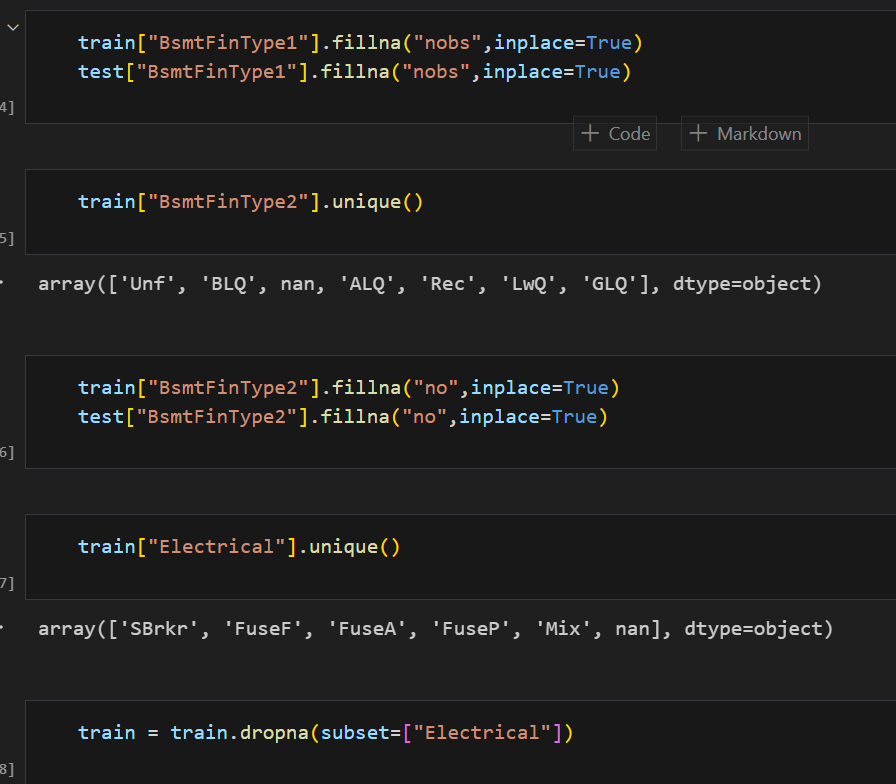 train["BsmtFinType1"].fillna("nobs",inplace=True)
test["BsmtFinType1"].fillna("nobs",inplace=True)
4]
+ Code + Markdown
train["BsmtFinType2"].unique()
5]
array(['Unf', 'BLQ', nan, 'ALQ', 'Rec', 'LwQ', 'GLQ'], dtype=object)
train["BsmtFinType2"].fillna("no",inplace=True)
test["BsmtFinType2"].fillna("no",inplace=True)
6]
train["Electrical"].unique()
7]
array(['SBrkr', 'FuseF', 'FuseA', 'FuseP', 'Mix', nan], dtype=object)
train = train.dropna(subset=["Electrical"])
8]